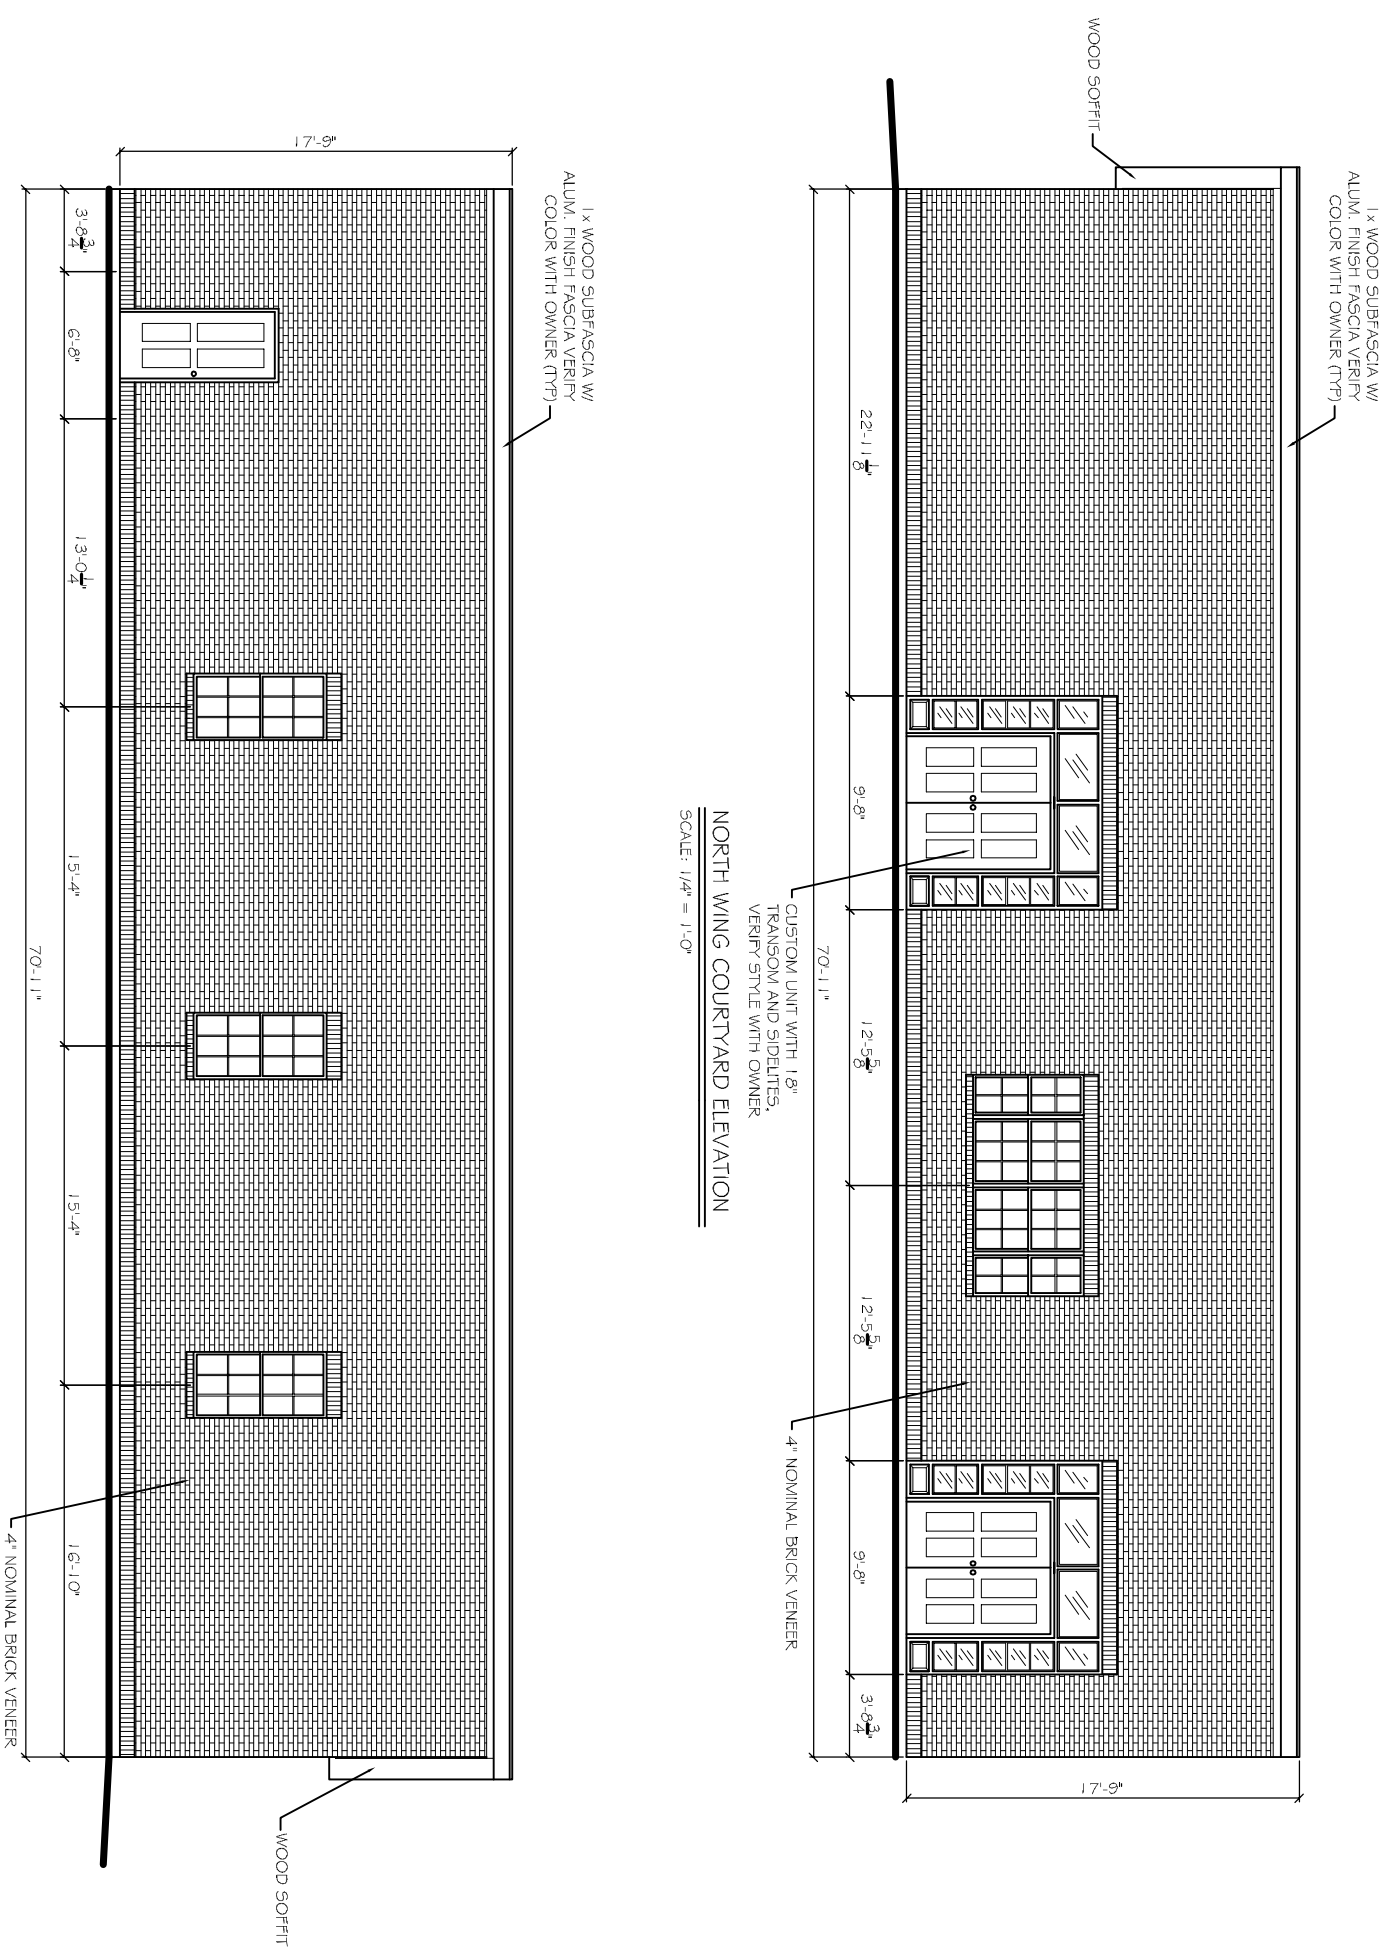 WOOD SOFFIT
1x WOOD SUBFASCIA W/
ALUM. FINISH FASCIA VERIFY
COLOR WITH OWNER (TYP)
22'-11 1/8"
9'-8"
12'-5 5/8"
12'-5 5/8"
9'-8"
3'-8 3/4"
70'-11"
17'-9"
CUSTOM UNIT WITH 18"
TRANSOM AND SIDELITES,
VERIFY STYLE WITH OWNER
4" NOMINAL BRICK VENEER
NORTH WING COURTYARD ELEVATION
SCALE: 1/4" = 1'-0"
1x WOOD SUBFASCIA W/
ALUM. FINISH FASCIA VERIFY
COLOR WITH OWNER (TYP)
17'-9"
3'-8 3/4"
6'-8"
13'-0 1/4"
15'-4"
15'-4"
16'-10"
70'-11"
4" NOMINAL BRICK VENEER
WOOD SOFFIT